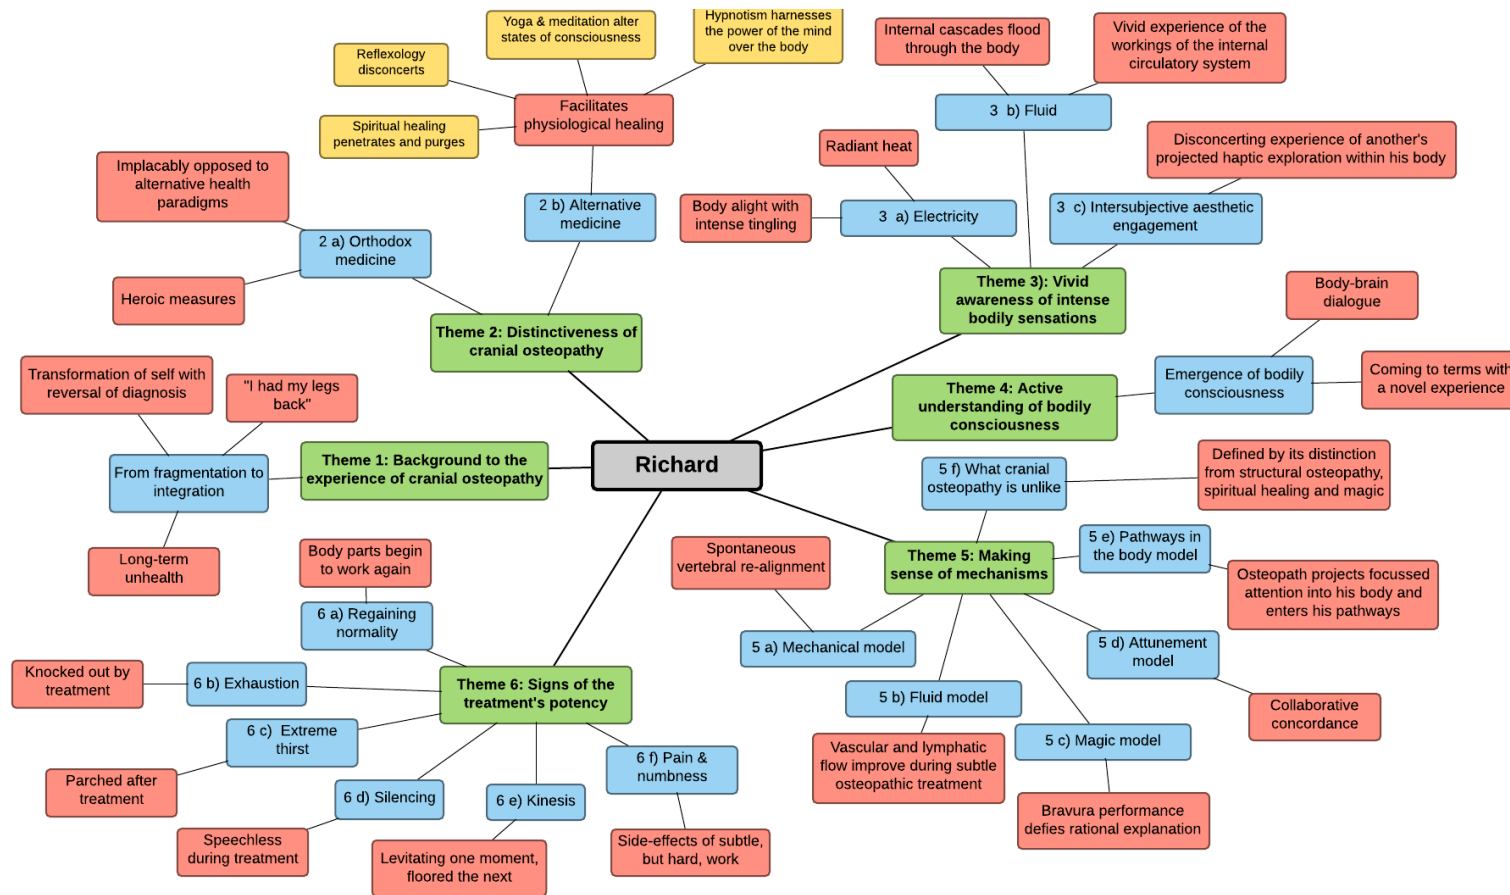 Yoga & meditation alter
states of consciousness
Hypnotism harnesses
the power of the mind
over the body
Reflexology
disconcerts
Spiritual healing
penetrates and purges
Facilitates
physiological healing
Implacably opposed to
alternative health
paradigms
2 a) Orthodox
medicine
Heroic measures
2 b) Alternative
medicine
Theme 2: Distinctiveness of
cranial osteopathy
Internal cascades flood
through the body
Vivid experience of the
workings of the internal
circulatory system
3 b) Fluid
Radiant heat
Body alight with
intense tingling
3 a) Electricity
Disconcerting experience of another's
projected haptic exploration within his body
3 c) Intersubjective aesthetic
engagement
Theme 3): Vivid
awareness of intense
bodily sensations
Body-brain
dialogue
Emergence of bodily
consciousness
Coming to terms with
a novel experience
Theme 4: Active
understanding of bodily
consciousness
Transformation of self with
reversal of diagnosis
"I had my legs
back"
From fragmentation to
integration
Long-term
unhealth
Theme 1: Background to the
experience of cranial osteopathy
Richard
5 f) What cranial
osteopathy is unlike
Defined by its distinction
from structural osteopathy,
spiritual healing and magic
Theme 5: Making
sense of mechanisms
5 e) Pathways in
the body model
Osteopath projects focussed
attention into his body and
enters his pathways
Spontaneous
vertebral re-alignment
5 a) Mechanical model
5 d) Attunement
model
Collaborative
concordance
5 b) Fluid model
Vascular and lymphatic
flow improve during subtle
osteopathic treatment
5 c) Magic model
Bravura performance
defies rational explanation
Body parts begin
to work again
6 a) Regaining
normality
Knocked out by
treatment
6 b) Exhaustion
Theme 6: Signs of the
treatment's potency
6 c) Extreme
thirst
Parched after
treatment
6 d) Silencing
Speechless
during treatment
6 e) Kinesis
Levitating one moment,
floored the next
6 f) Pain &
numbness
Side-effects of subtle,
but hard, work